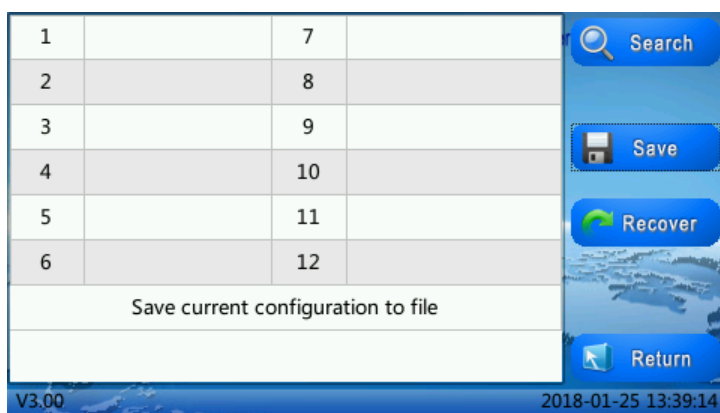 1 7
2 8
3 9
4 10
5 11
6 12
Save current configuration to file
Search
Save
Recover
Return
V3.00 2018-01-25 13:39:14